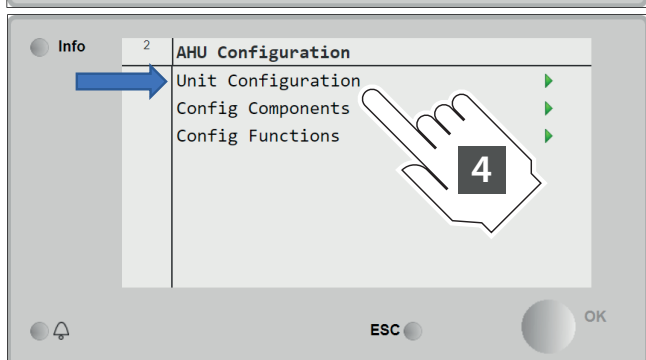 Info
2
AHU Configuration
Unit Configuration
Config Components
Config Functions
4
ESC
OK